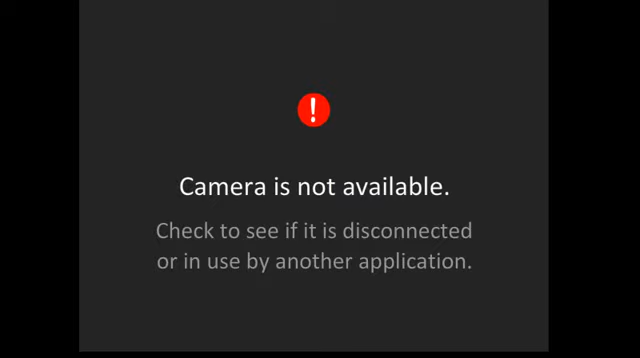 !
Camera is not available.
Check to see if it is disconnected
or in use by another application.